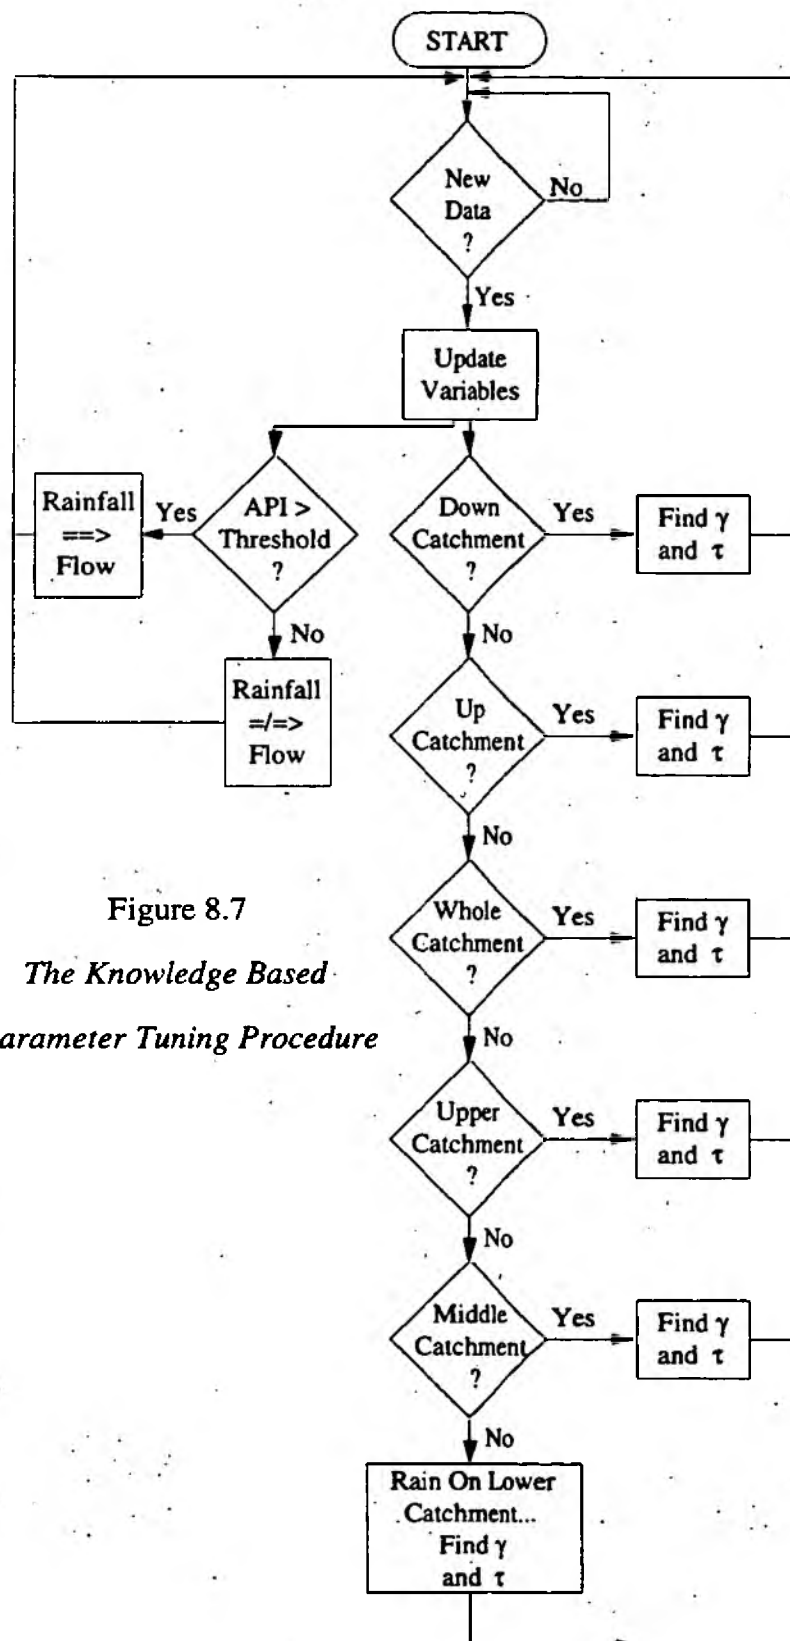 START
New
Data
?
No
Yes
Update
Variables
Rainfall
==>
Flow
Yes
API >
Threshold
?
No
Rainfall
=/=>
Flow
Down
Catchment
?
Yes
Find γ
and τ
No
Up
Catchment
?
Yes
Find γ
and τ
No
Whole
Catchment
?
Yes
Find γ
and τ
No
Upper
Catchment
?
Yes
Find γ
and τ
No
Middle
Catchment
?
Yes
Find γ
and τ
No
Rain On Lower
Catchment...
Find γ
and τ
Figure 8.7
The Knowledge Based
arameter Tuning Procedure